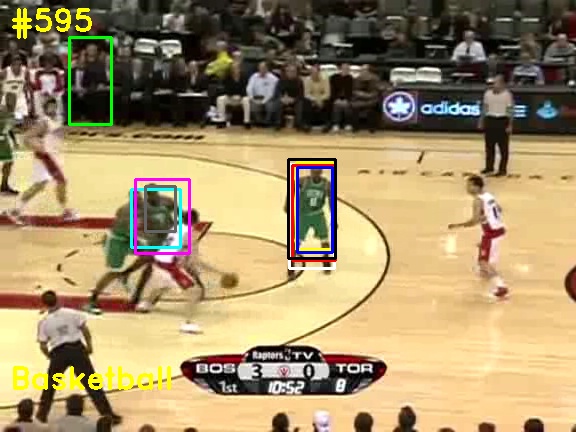 #595
adidas
Raptors TV
BOS 3 0 TOR
1st 10:52 8
Basketball